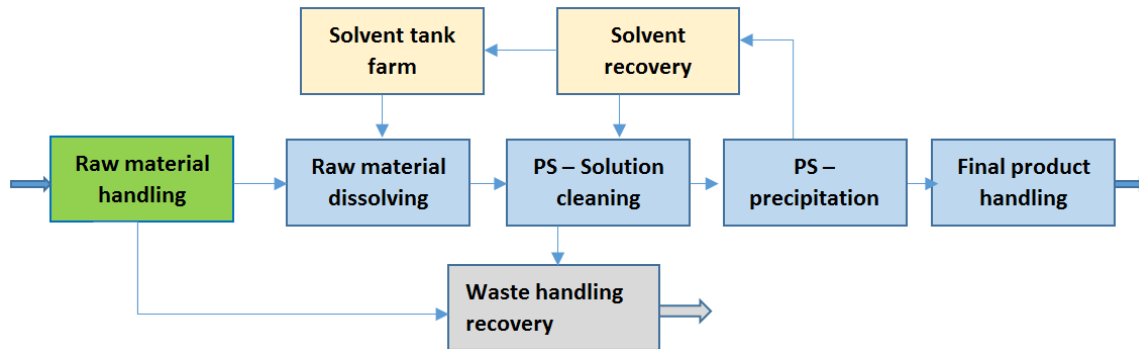 Solvent tank
farm
Solvent
recovery
Raw material
handling
Raw material
dissolving
PS – Solution
cleaning
PS –
precipitation
Final product
handling
Waste handling
recovery